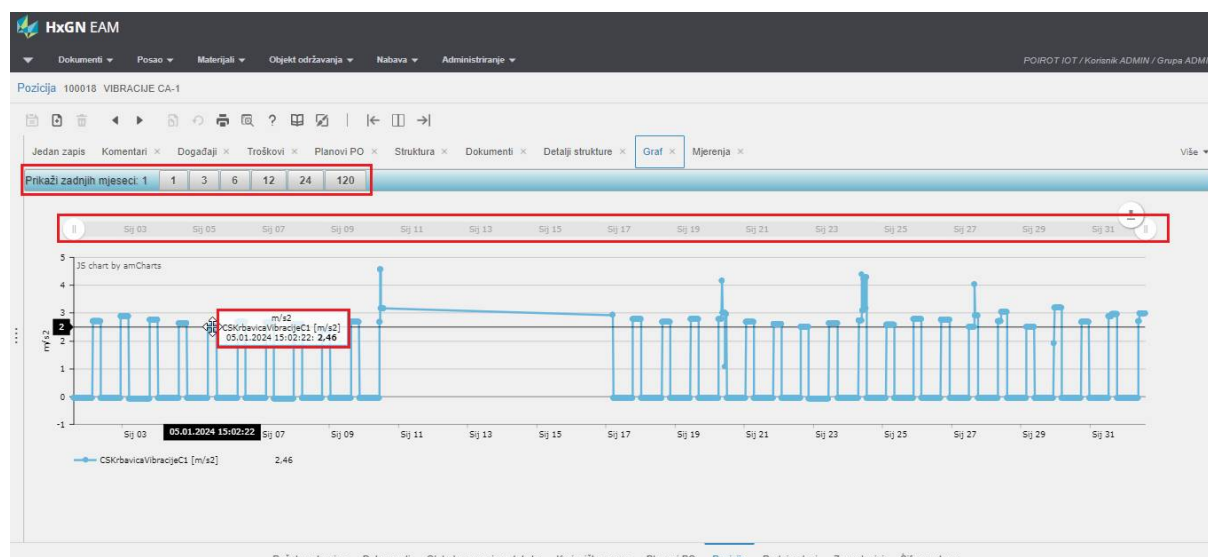 HxGN EAM
Dokumenti Posao Materijali Objekt održavanja Nabava Administriranje POIROT IOT / Korisnik ADMIN / Grupa ADMI
Pozicija 100018 VIBRACIJE CA-1
Jedan zapis Komentari × Događaji × Troškovi × Planovi PO × Struktura × Dokumenti × Detalji strukture × Graf × Mjerenja × Više
Prikaži zadnjih mjeseci: 1 1 3 6 12 24 120
Sij 03 Sij 05 Sij 07 Sij 09 Sij 11 Sij 13 Sij 15 Sij 17 Sij 19 Sij 21 Sij 23 Sij 25 Sij 27 Sij 29 Sij 31
5
JS chart by amCharts
4
3
m/s2
2
CSKrbavicaVibracijeC1 [m/s2]
05.01.2024 15:02:22: 2,46
2
m/s2
1
0
-1
Sij 03 05.01.2024 15:02:22 Sij 07 Sij 09 Sij 11 Sij 13 Sij 15 Sij 17 Sij 19 Sij 21 Sij 23 Sij 25 Sij 27 Sij 29 Sij 31
CSKrbavicaVibracijeC1 [m/s2] 2,46